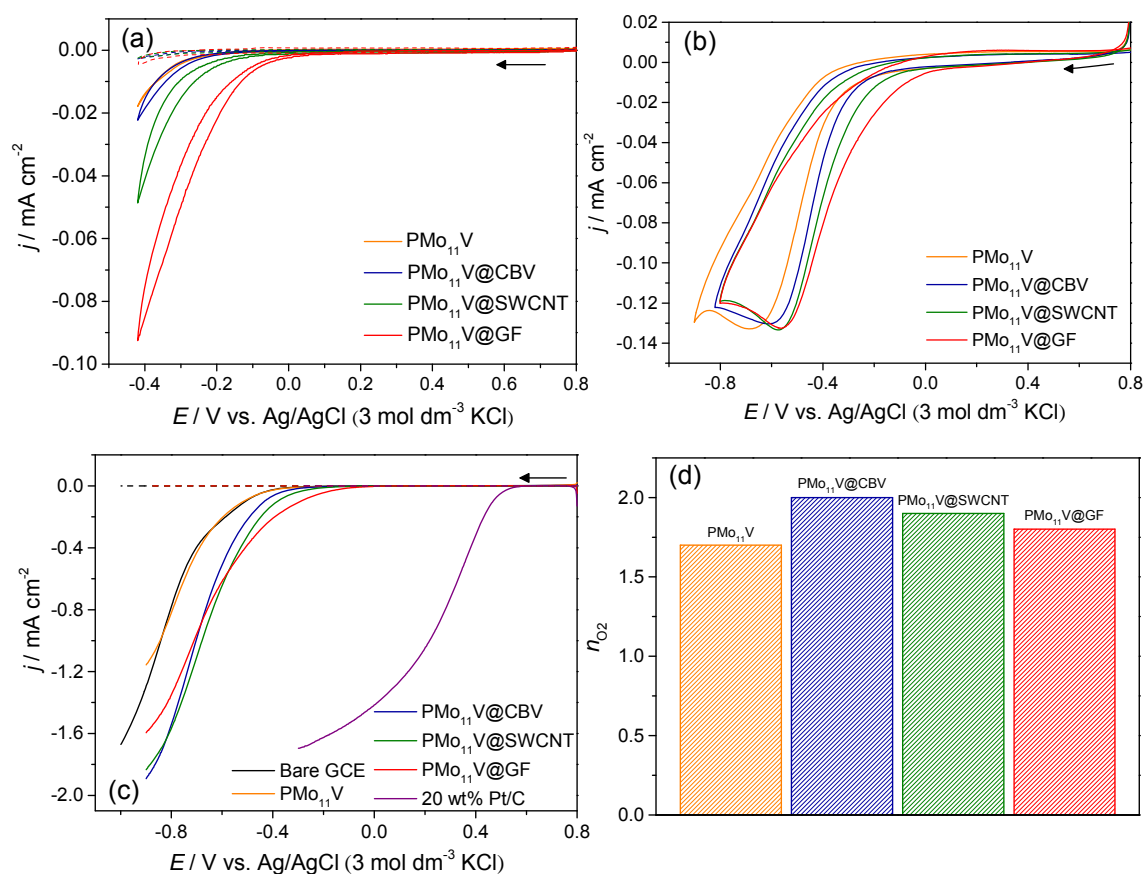 (a)
0.00
-0.02
-0.04
-0.06
-0.08
-0.10
j / mA cm⁻²
PMo₁₁V
PMo₁₁V@CBV
PMo₁₁V@SWCNT
PMo₁₁V@GF
-0.4 -0.2 0.0 0.2 0.4 0.6 0.8
E / V vs. Ag/AgCl (3 mol dm⁻³ KCl)
(b)
0.02
0.00
-0.02
-0.04
-0.06
-0.08
-0.10
-0.12
-0.14
j / mA cm⁻²
PMo₁₁V
PMo₁₁V@CBV
PMo₁₁V@SWCNT
PMo₁₁V@GF
-0.8 -0.4 0.0 0.4 0.8
E / V vs. Ag/AgCl (3 mol dm⁻³ KCl)
(c)
0.0
-0.4
-0.8
-1.2
-1.6
-2.0
j / mA cm⁻²
Bare GCE
PMo₁₁V
PMo₁₁V@CBV
PMo₁₁V@SWCNT
PMo₁₁V@GF
20 wt% Pt/C
-0.8 -0.4 0.0 0.4 0.8
E / V vs. Ag/AgCl (3 mol dm⁻³ KCl)
(d)
2.0
1.5
1.0
0.5
0.0
n_O2
PMo₁₁V
PMo₁₁V@CBV
PMo₁₁V@SWCNT
PMo₁₁V@GF